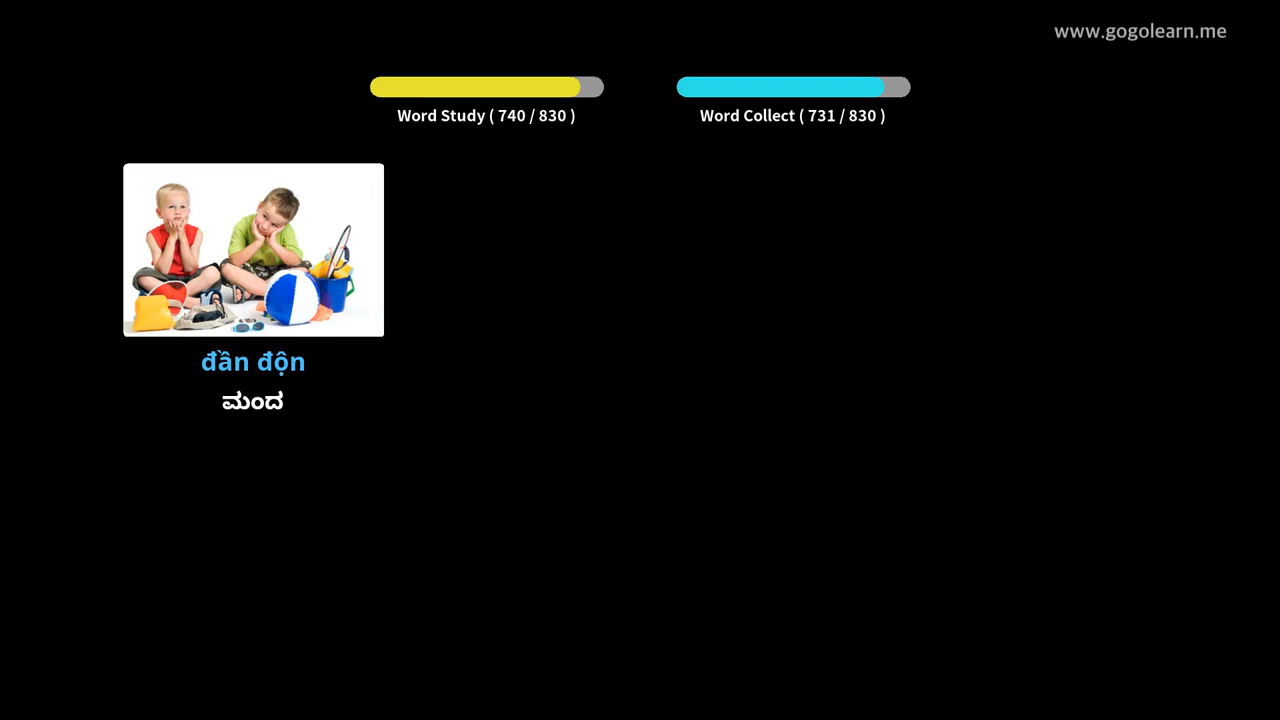 www.gogolearn.me
Word Study ( 740 / 830 )
Word Collect ( 731 / 830 )
đần độn
ಮಂದ